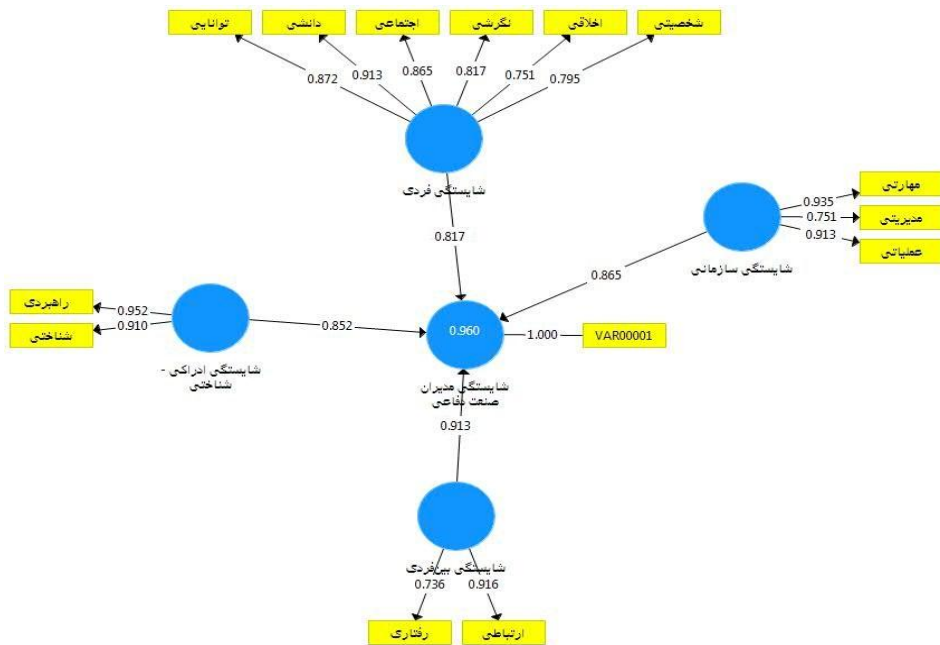 توانایی
دانشی
اجتماعی
نگرشی
اخلاقی
شخصیتی
0.872
0.913
0.865
0.817
0.751
0.795
شایستگی فردی
0.817
مهارتی
0.935
مدیریتی
0.751
عملیاتی
0.913
شایستگی سازمانی
0.865
راهبردی
0.952
شناختی
0.910
شایستگی ادراکی -
شناختی
0.852
0.960
1.000
VAR00001
شایستگی مدیران
صنعت دفاعی
0.913
شایستگی بین‌فردی
0.736
0.916
رفتاری
ارتباطی